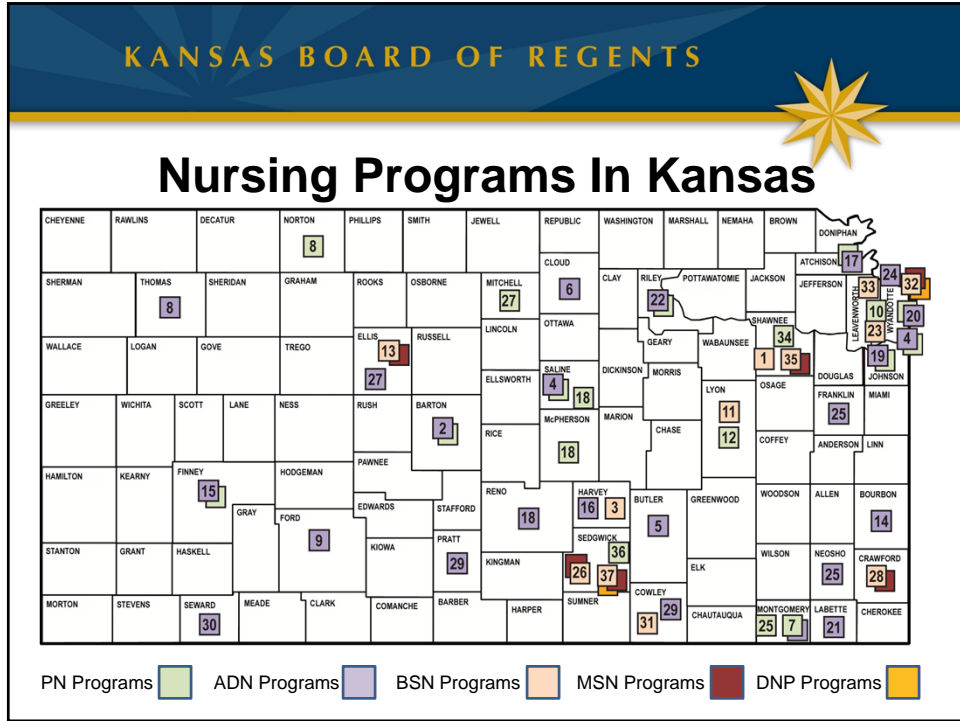 KANSAS BOARD OF REGENTS
Nursing Programs In Kansas
CHEYENNE RAWLINS DECATUR NORTON PHILLIPS SMITH JEWELL REPUBLIC WASHINGTON MARSHALL NEMAHA BROWN
DONIPHAN
8
CLOUD
ATCHISON
17
24
SHERMAN THOMAS SHERIDAN GRAHAM ROOKS OSBORNE MITCHELL CLAY RILEY POTTAWATOMIE JACKSON JEFFERSON
8
27
6
22
LEAVENWORTH
33
WYANDOTTE
32
10
20
OTTAWA
SHAWNEE
34
23
4
WALLACE LOGAN GOVE TREGO ELLIS RUSSELL LINCOLN
13
27
GEARY WABAUNSEE
1
35
19
DOUGLAS JOHNSON
ELLSWORTH SALINE DICKINSON MORRIS
4
18
LYON OSAGE
11
12
FRANKLIN MIAMI
25
GREELEY WICHITA SCOTT LANE NESS RUSH BARTON
2
RICE McPHERSON MARION
18
CHASE
COFFEY ANDERSON LINN
HAMILTON KEARNY FINNEY HODGEMAN PAWNEE
15
EDWARDS STAFFORD
RENO
18
HARVEY
16
3
BUTLER
5
GREENWOOD WOODSON ALLEN BOURBON
14
GRAY FORD
9
KIOWA PRATT
29
KINGMAN SEDGWICK
36
26
37
STANTON GRANT HASKELL
ELK
WILSON NEOSHO
25
CRAWFORD
28
MORTON STEVENS SEWARD
30
MEADE CLARK COMANCHE BARBER HARPER SUMNER COWLEY
31
29
CHAUTAUQUA MONTGOMERY
25
7
LABETTE
21
CHEROKEE
PN Programs ADN Programs BSN Programs MSN Programs DNP Programs